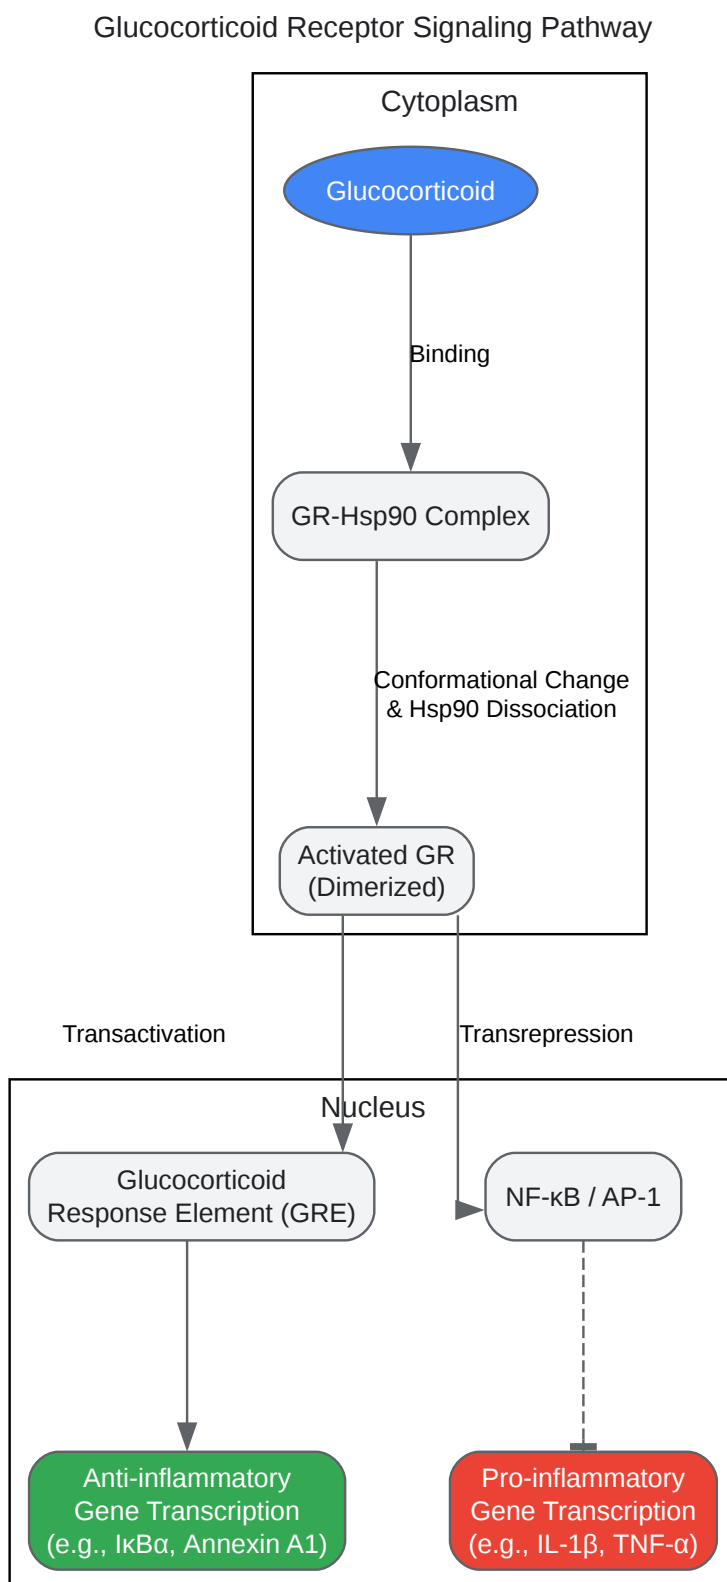 Glucocorticoid Receptor Signaling Pathway
Cytoplasm
Glucocorticoid
Binding
GR-Hsp90 Complex
Conformational Change
& Hsp90 Dissociation
Activated GR
(Dimerized)
Transactivation
Transrepression
Nucleus
Glucocorticoid
Response Element (GRE)
NF-κB / AP-1
Anti-inflammatory
Gene Transcription
(e.g., IκBα, Annexin A1)
Pro-inflammatory
Gene Transcription
(e.g., IL-1β, TNF-α)